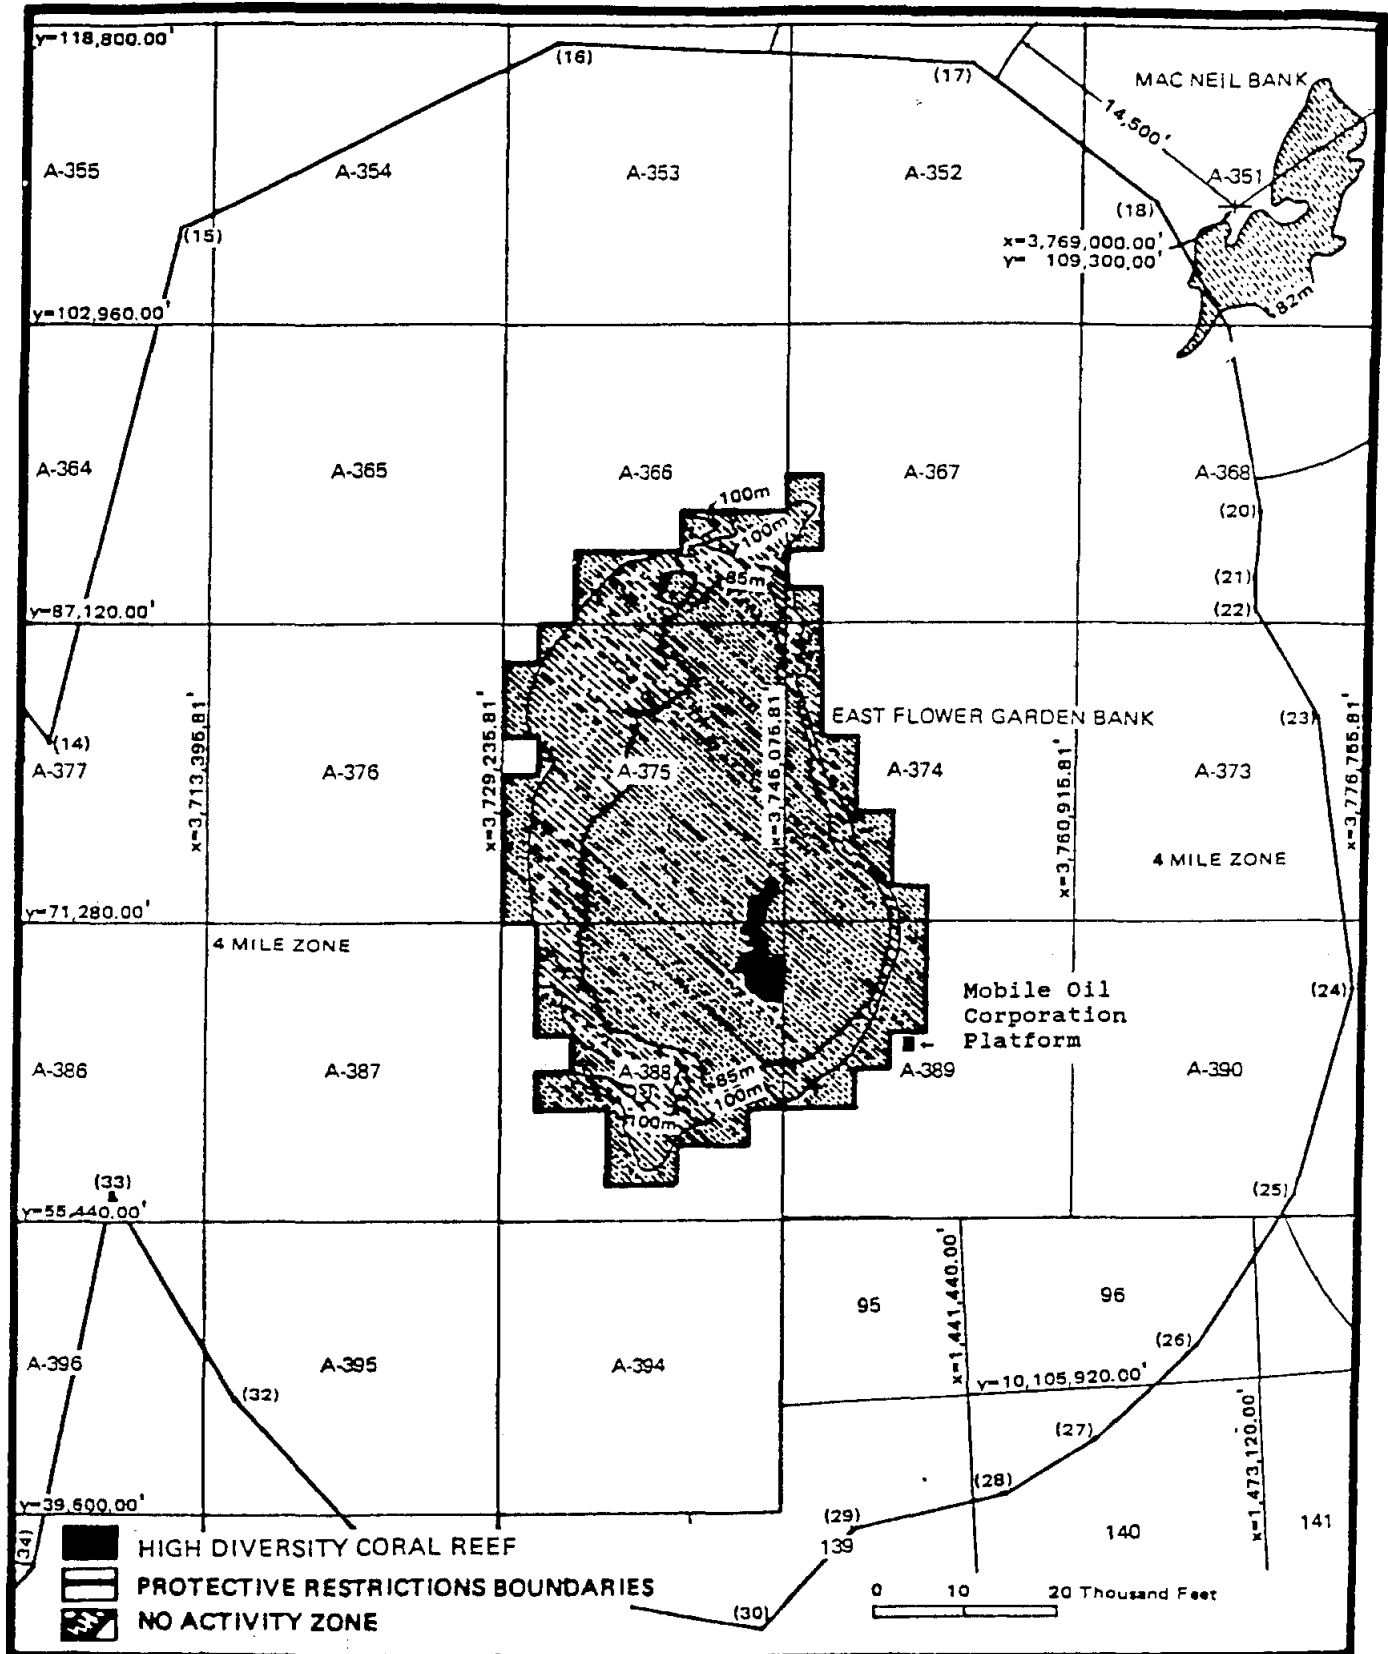 y=118,800.00'
(16)
(17)
MAC NEIL BANK
14,500'
A-355
A-354
A-353
A-352
A-351
(15)
(18)
x=3,769,000.00'
y= 109,300,00'
82m
y=102,960.00'
A-364
A-365
A-366
A-367
A-368
100m
100m
(20)
85m
(21)
(22)
y=87,120.00'
x=3,713,395.81'
x=3,729,235.81'
x=3,745,075.81'
x=3,760,915.81'
x=3,776,755.81'
EAST FLOWER GARDEN BANK
(23)
(14)
A-377
A-376
A-375
A-374
A-373
4 MILE ZONE
y=71,280.00'
4 MILE ZONE
Mobile Oil
Corporation
Platform
(24)
A-386
A-387
A-388
85m
100m
100m
A-389
A-390
(33)
(25)
y=55,440.00'
x=1,441,440.00'
95
96
(26)
A-396
A-395
A-394
y=10,105,920.00'
(32)
x=1,473,120.00'
(27)
(28)
y=39,600,00'
(29)
139
140
141
(34)
HIGH DIVERSITY CORAL REEF
PROTECTIVE RESTRICTIONS BOUNDARIES
NO ACTIVITY ZONE
(30)
0 10 20 Thousand Feet